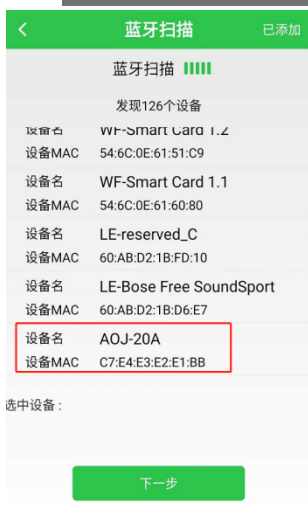 蓝牙扫描 已添加
蓝牙扫描
发现126个设备
设备名 WF-Smart Card 1.2
设备MAC 54:6C:0E:61:51:C9
设备名 WF-Smart Card 1.1
设备MAC 54:6C:0E:61:60:80
设备名 LE-reserved_C
设备MAC 60:AB:D2:1B:FD:10
设备名 LE-Bose Free SoundSport
设备MAC 60:AB:D2:1B:D6:E7
设备名 AOJ-20A
设备MAC C7:E4:E3:E2:E1:BB
选中设备 :
下一步